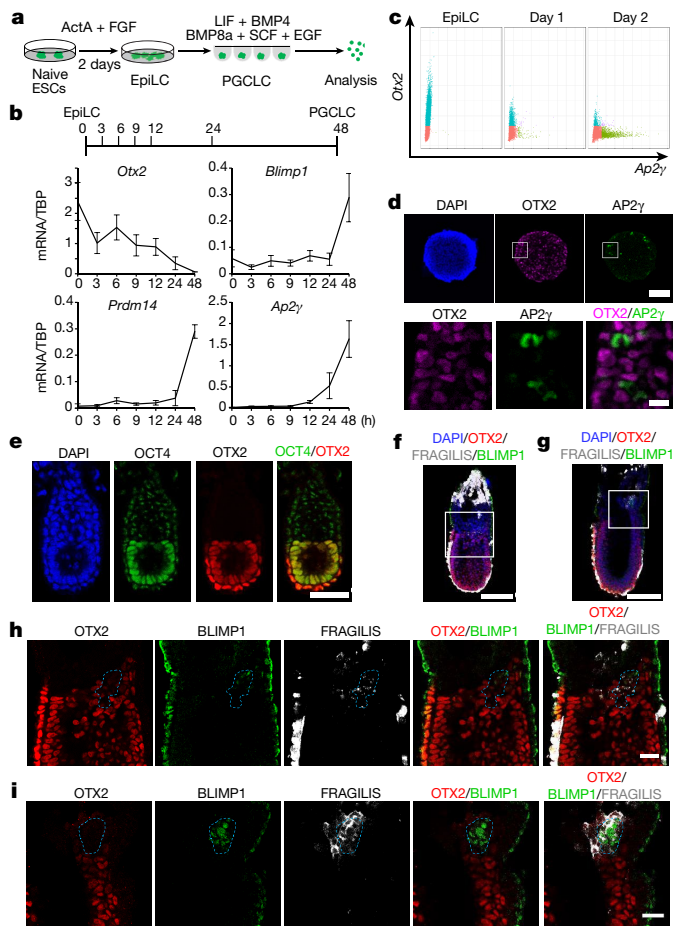 a
ActA + FGF
2 days
Naive
ESCs
EpiLC
LIF + BMP4
BMP8a + SCF + EGF
PGCLC
Analysis
b
EpiLC
PGCLC
0 3 6 9 12 24 48
Otx2
mRNA/TBP
3
2
1
0
0 3 6 9 12 24 48
Blimp1
0.4
0.3
0.2
0.1
0
0 3 6 9 12 24 48
Prdm14
mRNA/TBP
0.4
0.3
0.2
0.1
0
0 3 6 9 12 24 48
Ap2γ
2.5
2.0
1.5
1.0
0.5
0
0 3 6 9 12 24 48 (h)
c
EpiLC Day 1 Day 2
Otx2
Ap2γ
d
DAPI OTX2 AP2γ
OTX2 AP2γ OTX2/AP2γ
e
DAPI OCT4 OTX2 OCT4/OTX2
f
DAPI/OTX2/
FRAGILIS/BLIMP1
g
DAPI/OTX2/
FRAGILIS/BLIMP1
h
OTX2 BLIMP1 FRAGILIS OTX2/BLIMP1
OTX2/
BLIMP1/FRAGILIS
i
OTX2 BLIMP1 FRAGILIS OTX2/BLIMP1
OTX2/
BLIMP1/FRAGILIS